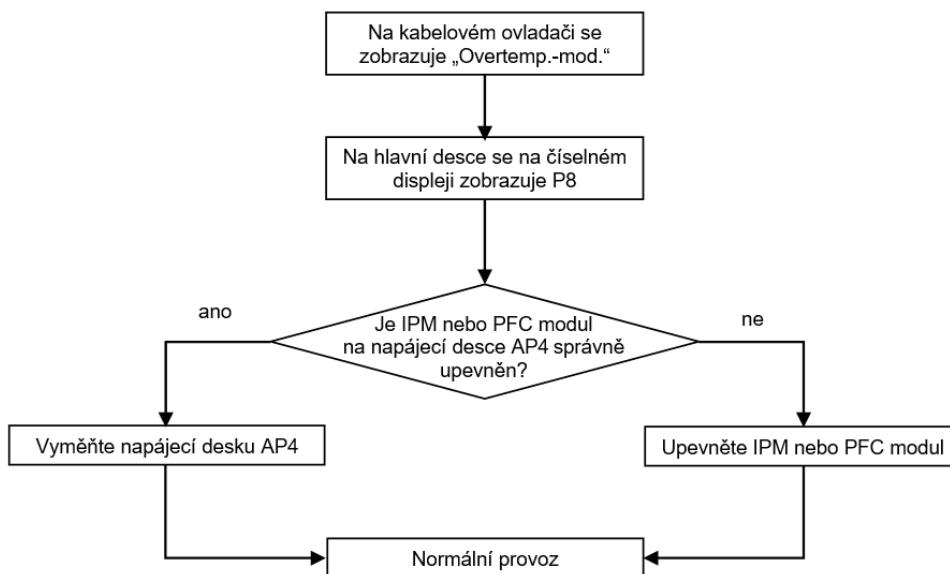 Na kabelovém ovladači se
zobrazuje „Overtemp.-mod.“
Na hlavní desce se na číselném
displeji zobrazuje P8
ano
Je IPM nebo PFC modul
na napájecí desce AP4 správně
upevněn?
ne
Vyměňte napájecí desku AP4
Upevněte IPM nebo PFC modul
Normální provoz